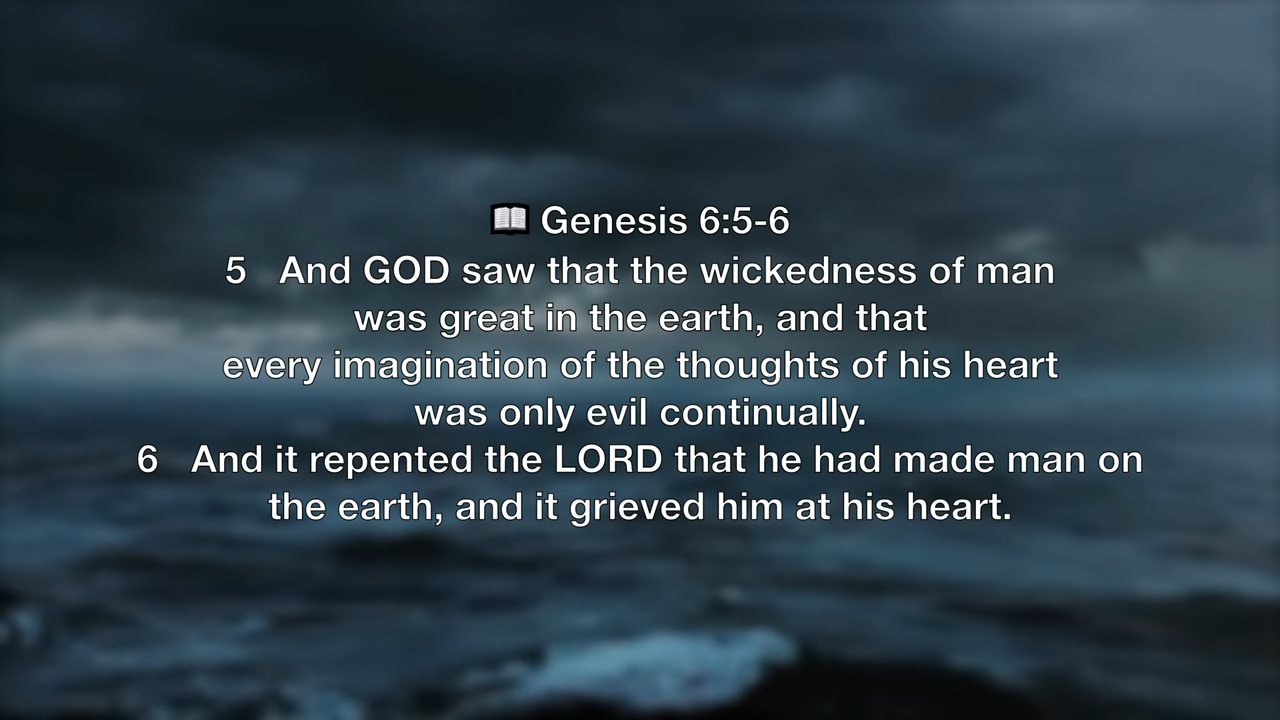 📖 Genesis 6:5-6
5 And GOD saw that the wickedness of man
was great in the earth, and that
every imagination of the thoughts of his heart
was only evil continually.
6 And it repented the LORD that he had made man on
the earth, and it grieved him at his heart.